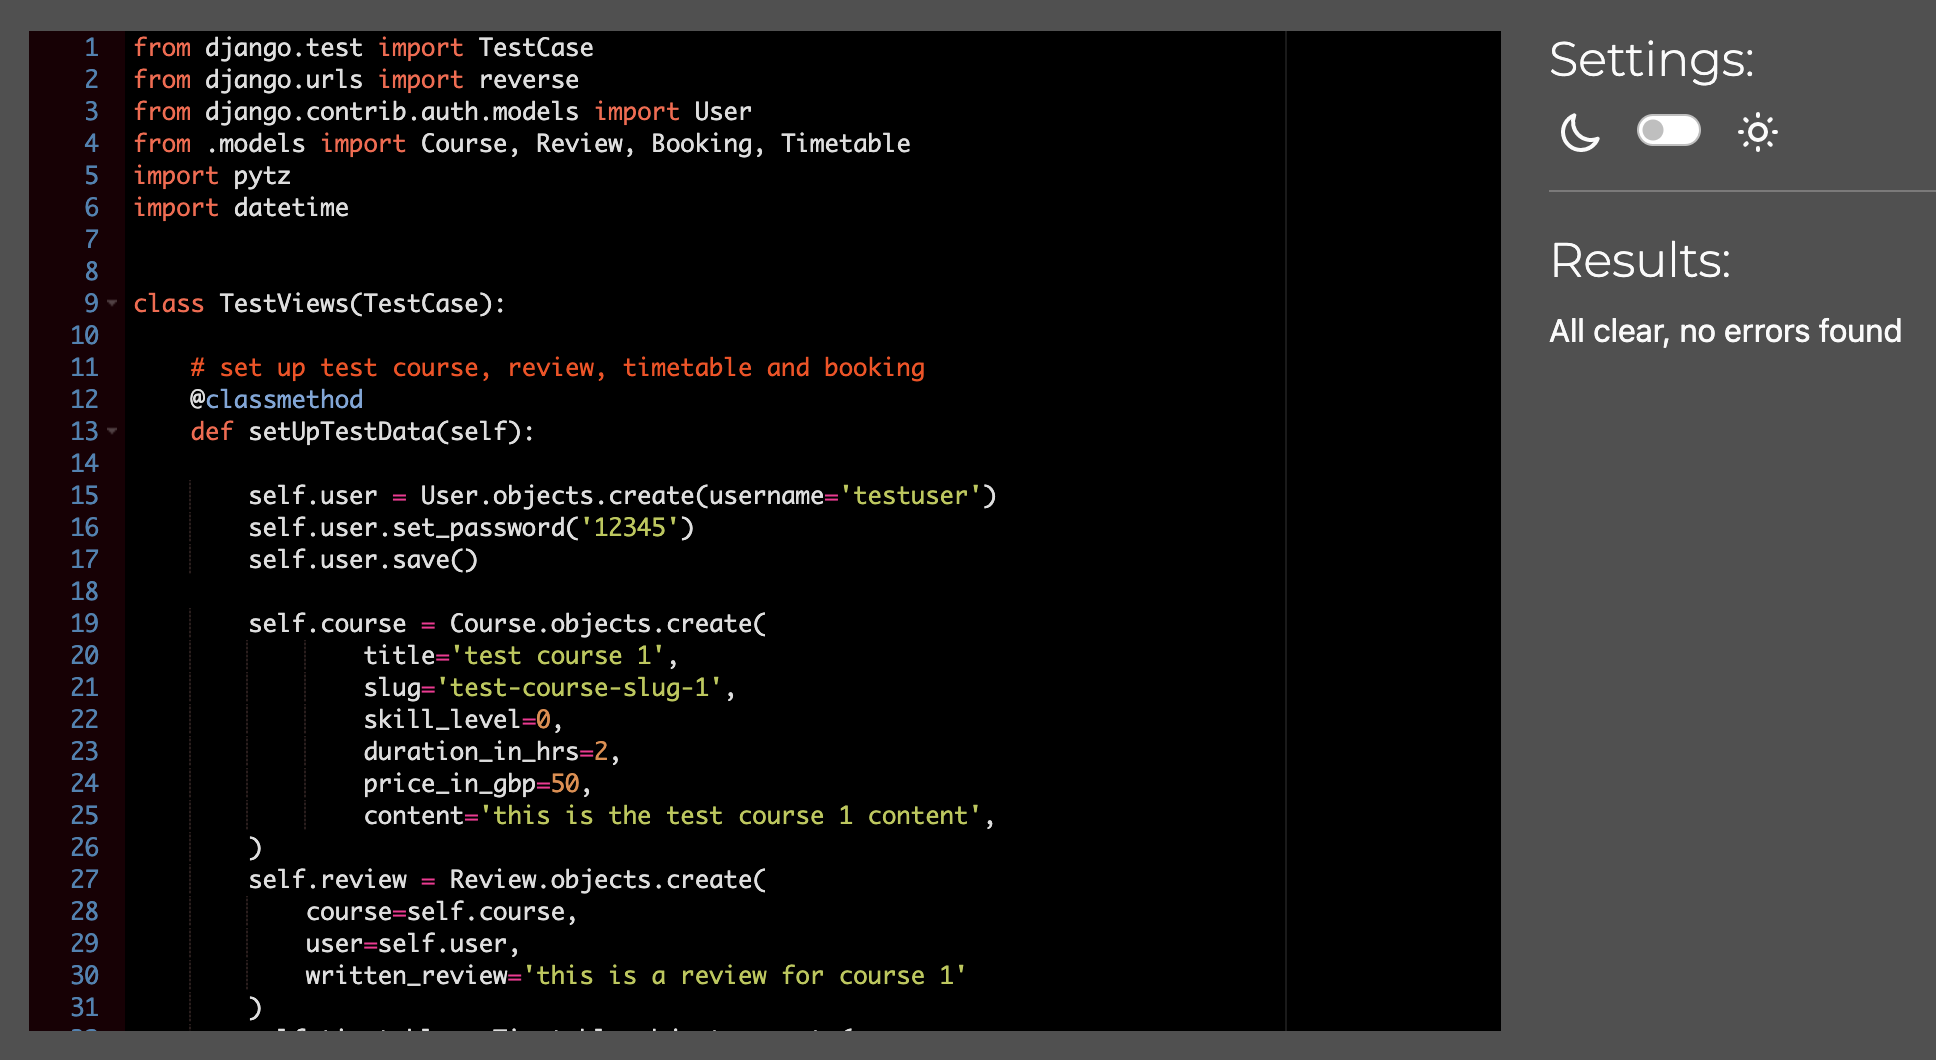 1 from django.test import TestCase
2 from django.urls import reverse
3 from django.contrib.auth.models import User
4 from .models import Course, Review, Booking, Timetable
5 import pytz
6 import datetime
7
8
9 class TestViews(TestCase):
10
11     # set up test course, review, timetable and booking
12     @classmethod
13     def setUpTestData(self):
14
15         self.user = User.objects.create(username='testuser')
16         self.user.set_password('12345')
17         self.user.save()
18
19         self.course = Course.objects.create(
20                 title='test course 1',
21                 slug='test-course-slug-1',
22                 skill_level=0,
23                 duration_in_hrs=2,
24                 price_in_gbp=50,
25                 content='this is the test course 1 content',
26         )
27         self.review = Review.objects.create(
28             course=self.course,
29             user=self.user,
30             written_review='this is a review for course 1'
31         )
Settings:
Results:
All clear, no errors found